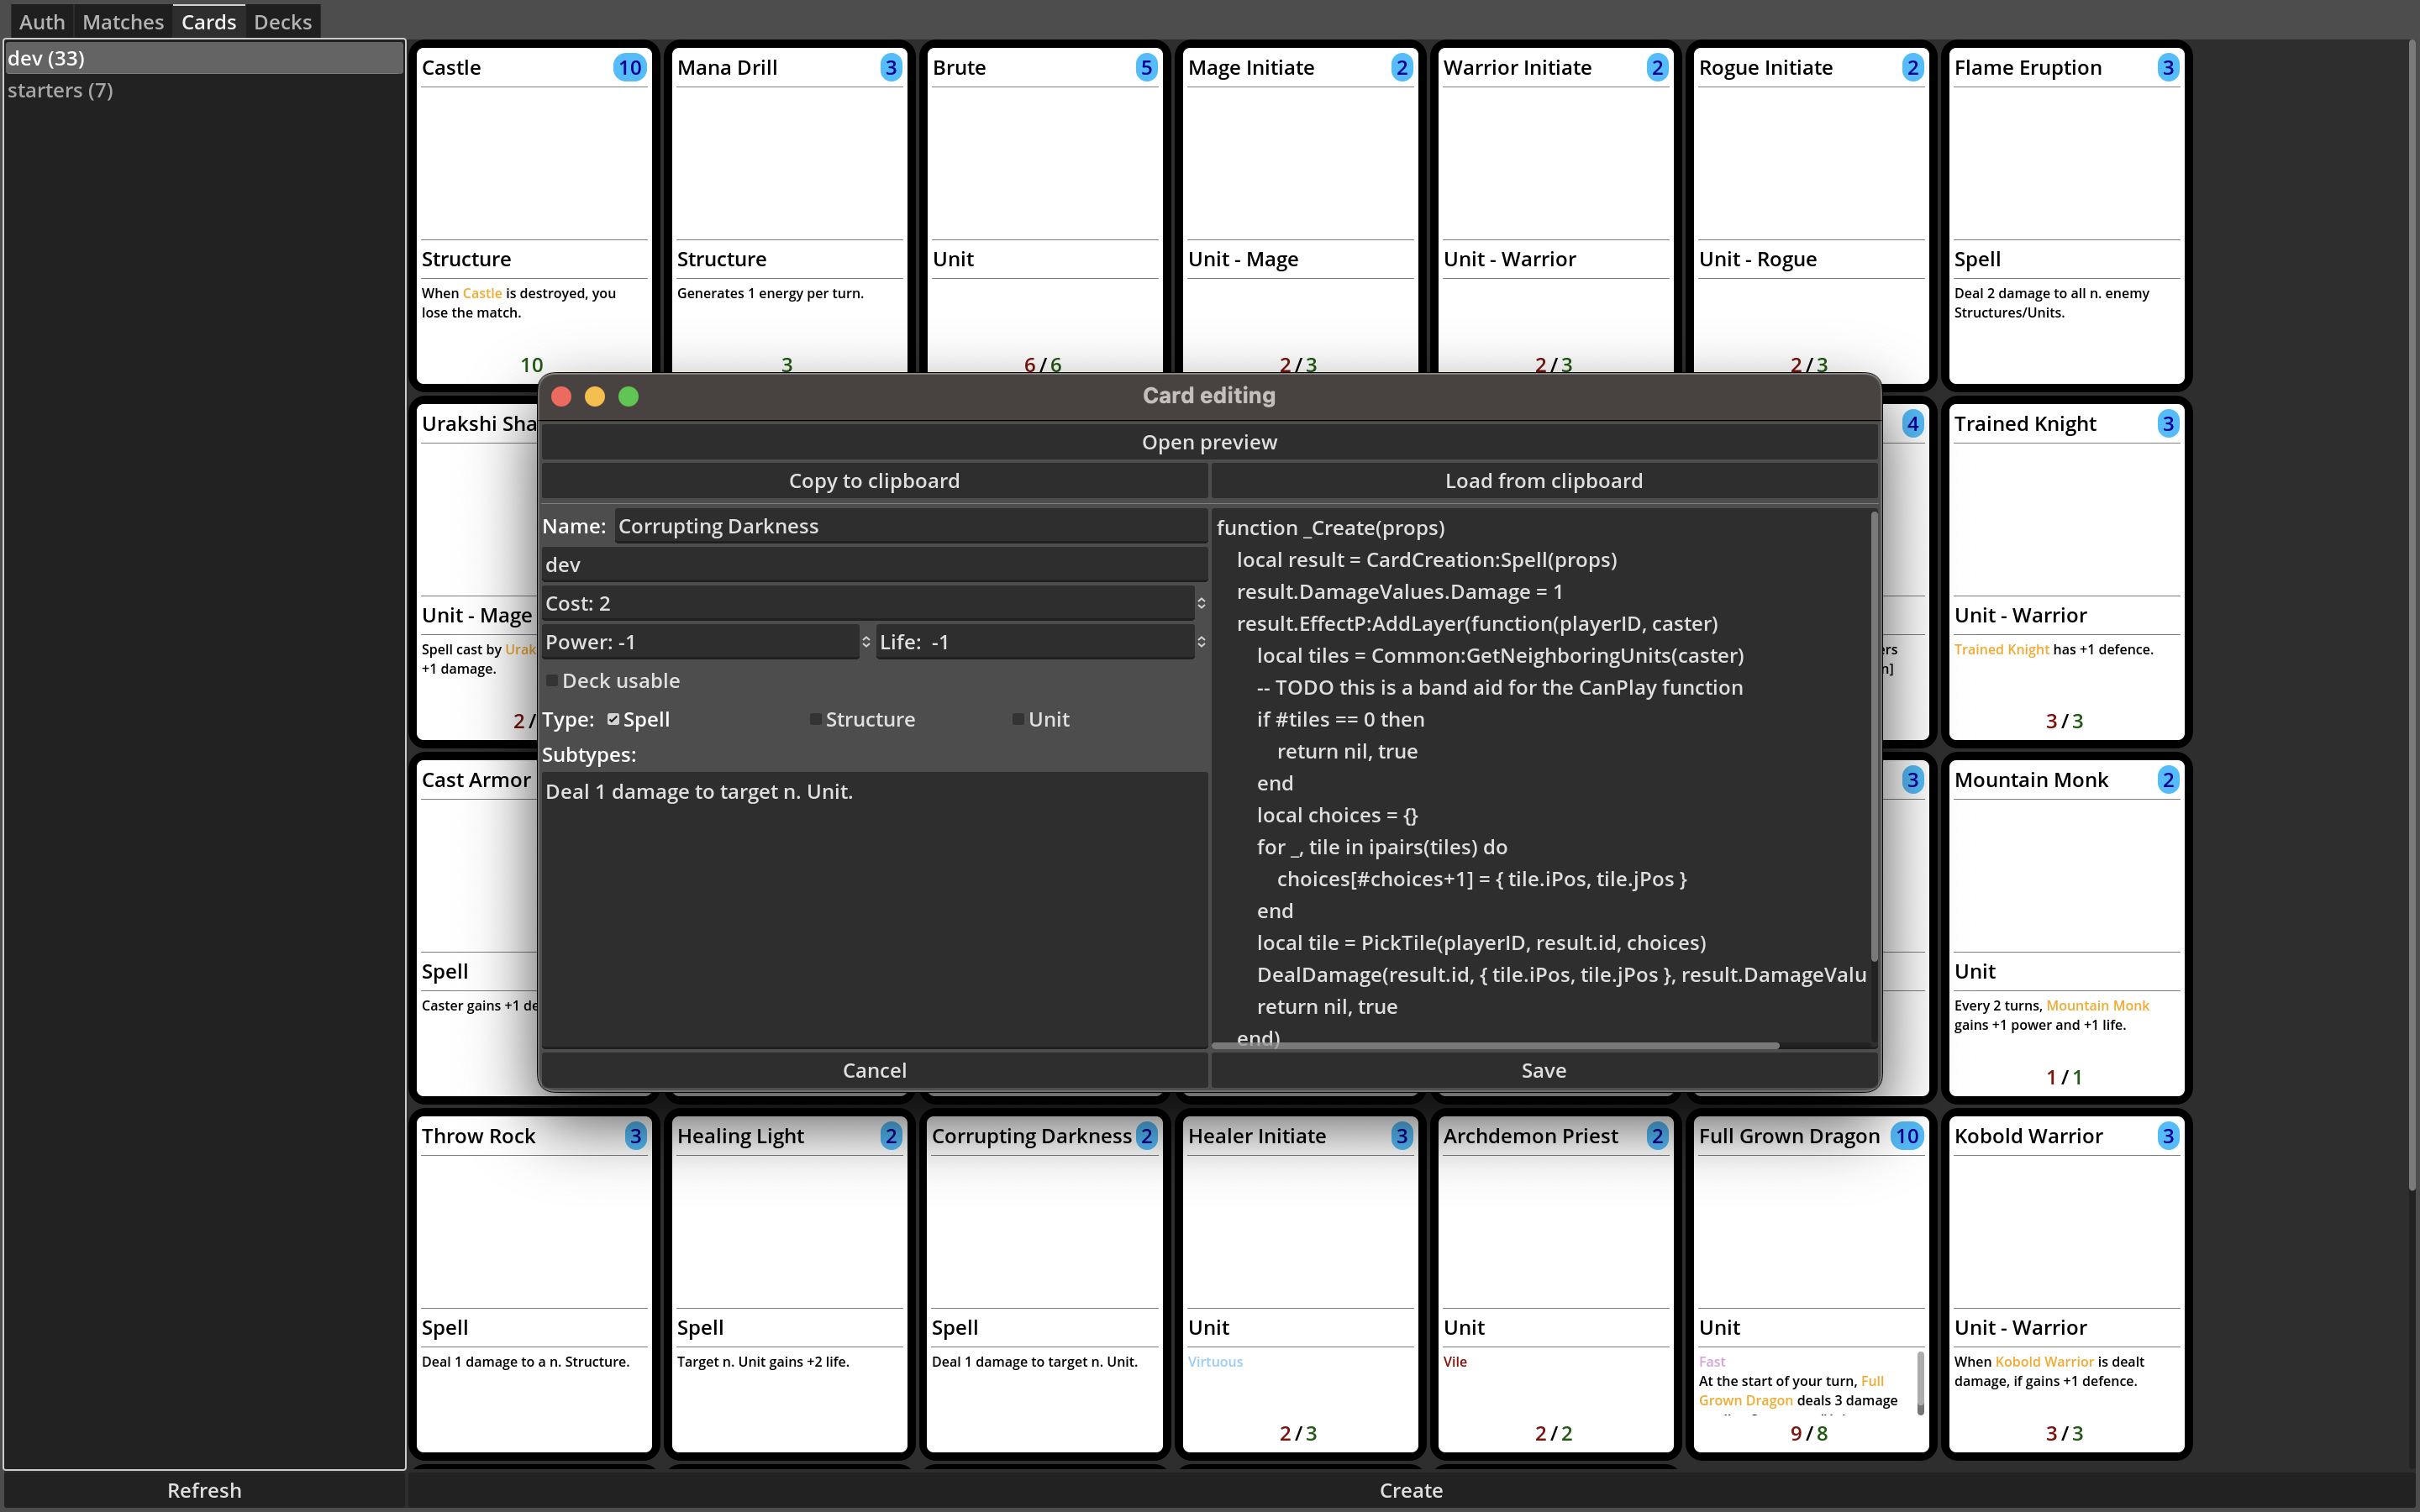 Auth Matches Cards Decks
dev (33)
starters (7)
Castle 10
Structure
When Castle is destroyed, you
lose the match.
10
Mana Drill 3
Structure
Generates 1 energy per turn.
3
Brute 5
Unit
6/6
Mage Initiate 2
Unit - Mage
2/3
Warrior Initiate 2
Unit - Warrior
2/3
Rogue Initiate 2
Unit - Rogue
2/3
Flame Eruption 3
Spell
Deal 2 damage to all n. enemy
Structures/Units.
Urakshi Sha
Unit - Mage
Spell cast by Urak
+1 damage.
2/
4
ers
n]
Trained Knight 3
Unit - Warrior
Trained Knight has +1 defence.
3/3
Cast Armor
Spell
Caster gains +1 de
3
Mountain Monk 2
Unit
Every 2 turns, Mountain Monk
gains +1 power and +1 life.
1/1
Card editing
Open preview
Copy to clipboard
Load from clipboard
Name: Corrupting Darkness
dev
Cost: 2
Power: -1 Life: -1
Deck usable
Type: Spell Structure Unit
Subtypes:
Deal 1 damage to target n. Unit.
function _Create(props)
local result = CardCreation:Spell(props)
result.DamageValues.Damage = 1
result.EffectP:AddLayer(function(playerID, caster)
local tiles = Common:GetNeighboringUnits(caster)
-- TODO this is a band aid for the CanPlay function
if #tiles == 0 then
return nil, true
end
local choices = {}
for _, tile in ipairs(tiles) do
choices[#choices+1] = { tile.iPos, tile.jPos }
end
local tile = PickTile(playerID, result.id, choices)
DealDamage(result.id, { tile.iPos, tile.jPos }, result.DamageValu
return nil, true
end)
Cancel
Save
Throw Rock 3
Spell
Deal 1 damage to a n. Structure.
Healing Light 2
Spell
Target n. Unit gains +2 life.
Corrupting Darkness 2
Spell
Deal 1 damage to target n. Unit.
Healer Initiate 3
Unit
Virtuous
2/3
Archdemon Priest 2
Unit
Vile
2/2
Full Grown Dragon 10
Unit
Fast
At the start of your turn, Full
Grown Dragon deals 3 damage
9/8
Kobold Warrior 3
Unit - Warrior
When Kobold Warrior is dealt
damage, if gains +1 defence.
3/3
Refresh
Create